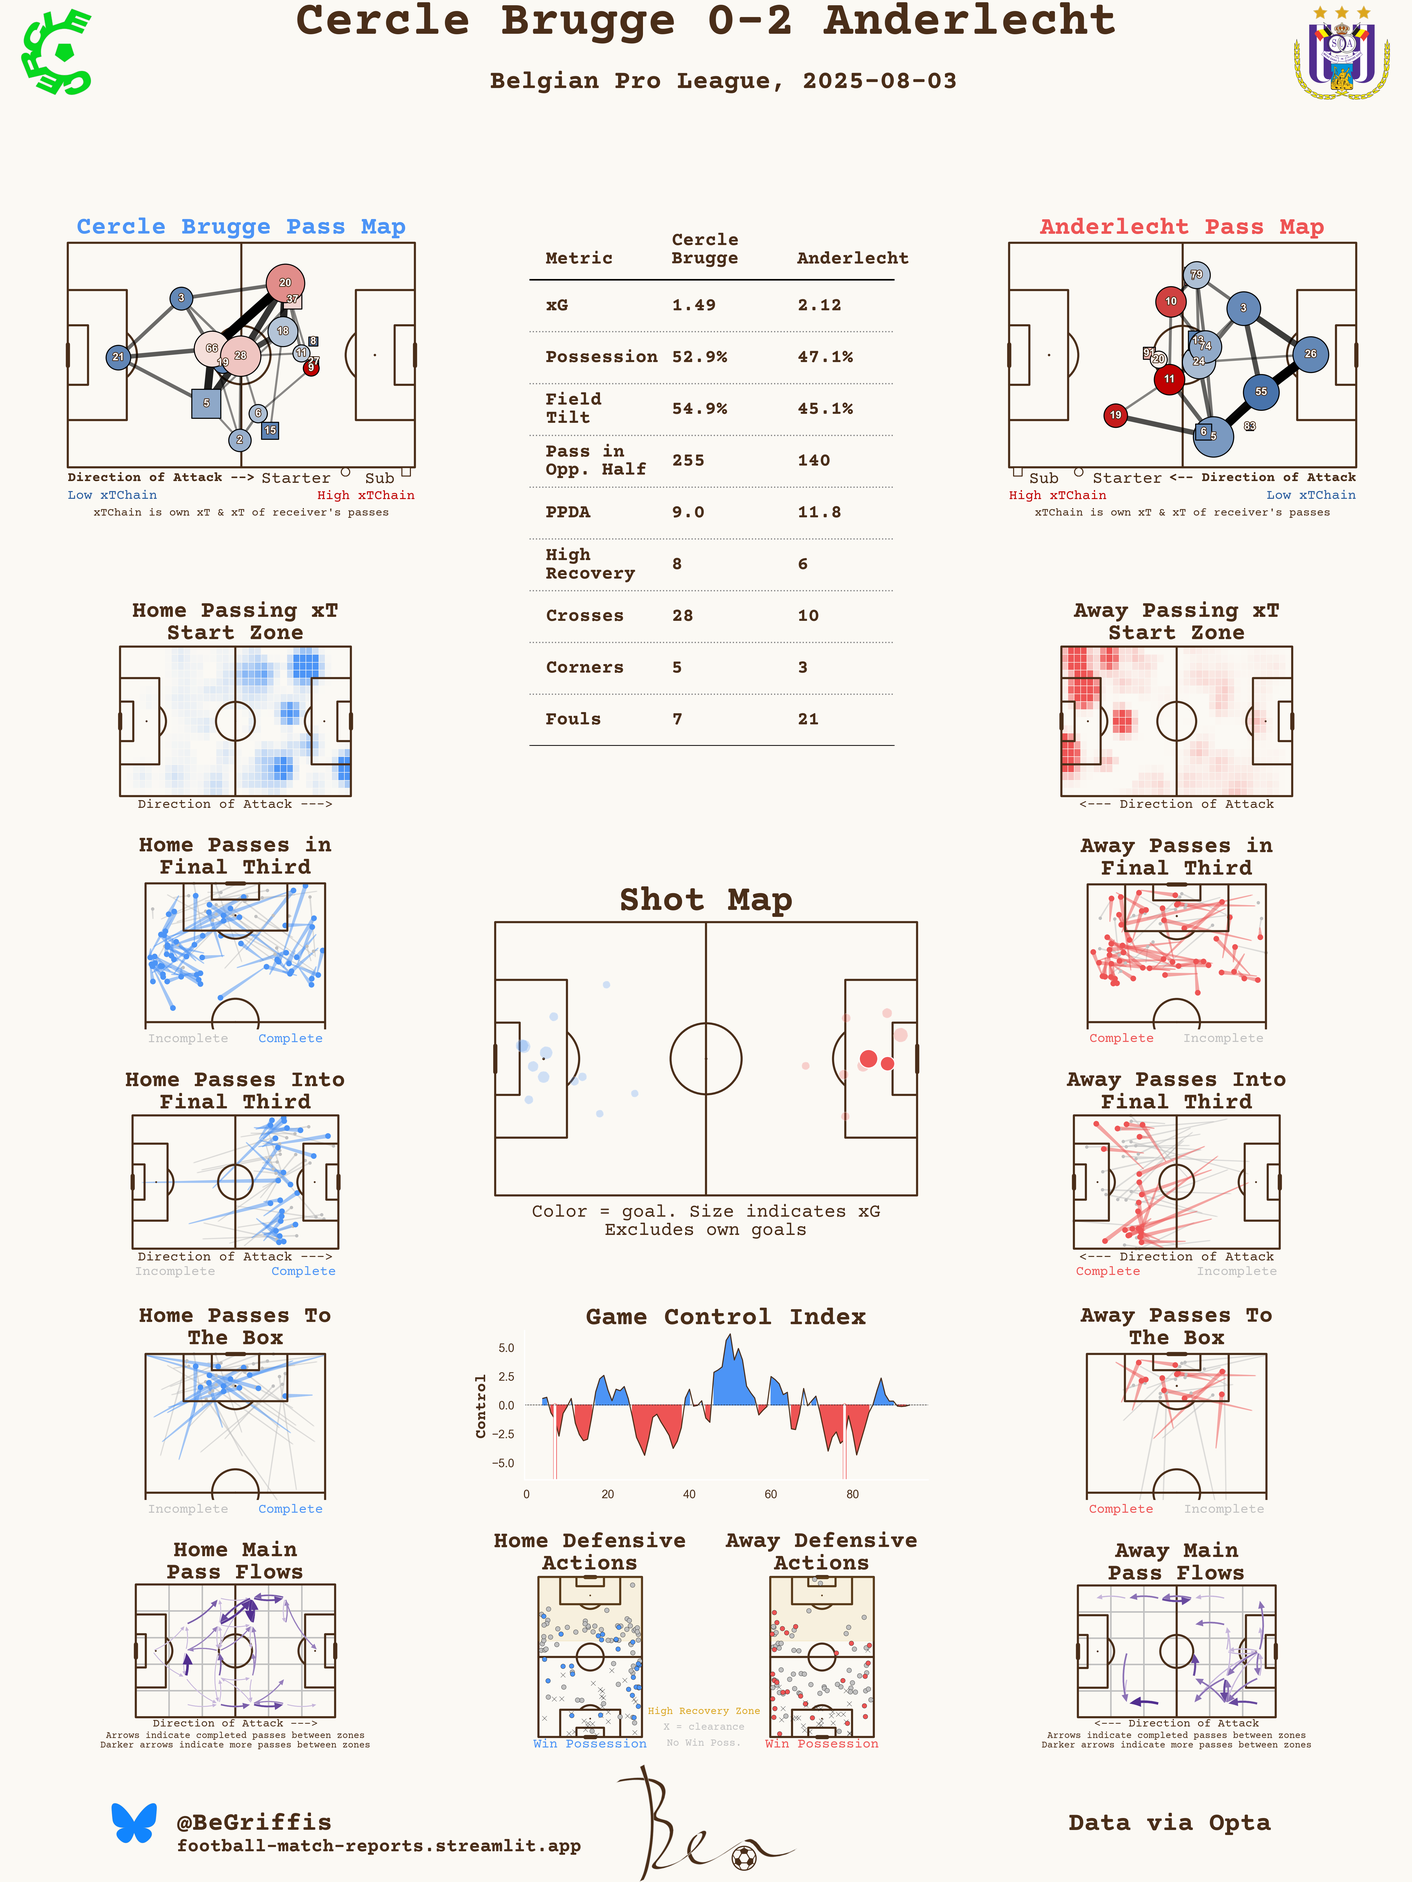 Cercle Brugge 0-2 Anderlecht
Belgian Pro League, 2025-08-03
CERCLE
Cercle Brugge Pass Map
20
37
3
18
8
66
28
11
21
19
27
9
5
6
15
2
Direction of Attack --> Starter Sub
Low xTChain High xTChain
xTChain is own xT & xT of receiver's passes
Metric Cercle Brugge Anderlecht
xG 1.49 2.12
Possession 52.9% 47.1%
Field Tilt 54.9% 45.1%
Pass in Opp. Half 255 140
PPDA 9.0 11.8
High Recovery 8 6
Crosses 28 10
Corners 5 3
Fouls 7 21
Anderlecht Pass Map
79
10
3
13
74
26
20
24
11
55
19
6
5
83
Sub Starter <-- Direction of Attack
High xTChain Low xTChain
xTChain is own xT & xT of receiver's passes
Home Passing xT
Start Zone
Direction of Attack --->
Away Passing xT
Start Zone
<--- Direction of Attack
Home Passes in
Final Third
Incomplete Complete
Away Passes in
Final Third
Complete Incomplete
Shot Map
Color = goal. Size indicates xG
Excludes own goals
Home Passes Into
Final Third
Direction of Attack --->
Incomplete Complete
Away Passes Into
Final Third
<--- Direction of Attack
Complete Incomplete
Home Passes To
The Box
Incomplete Complete
Game Control Index
Control
5.0
2.5
0.0
−2.5
−5.0
0 20 40 60 80
Away Passes To
The Box
Complete Incomplete
Home Main
Pass Flows
Direction of Attack --->
Arrows indicate completed passes between zones
Darker arrows indicate more passes between zones
Home Defensive
Actions
Win Possession
Away Defensive
Actions
Win Possession
High Recovery Zone
X = clearance
No Win Poss.
Away Main
Pass Flows
<--- Direction of Attack
Arrows indicate completed passes between zones
Darker arrows indicate more passes between zones
@BeGriffis
football-match-reports.streamlit.app
Ben
Data via Opta